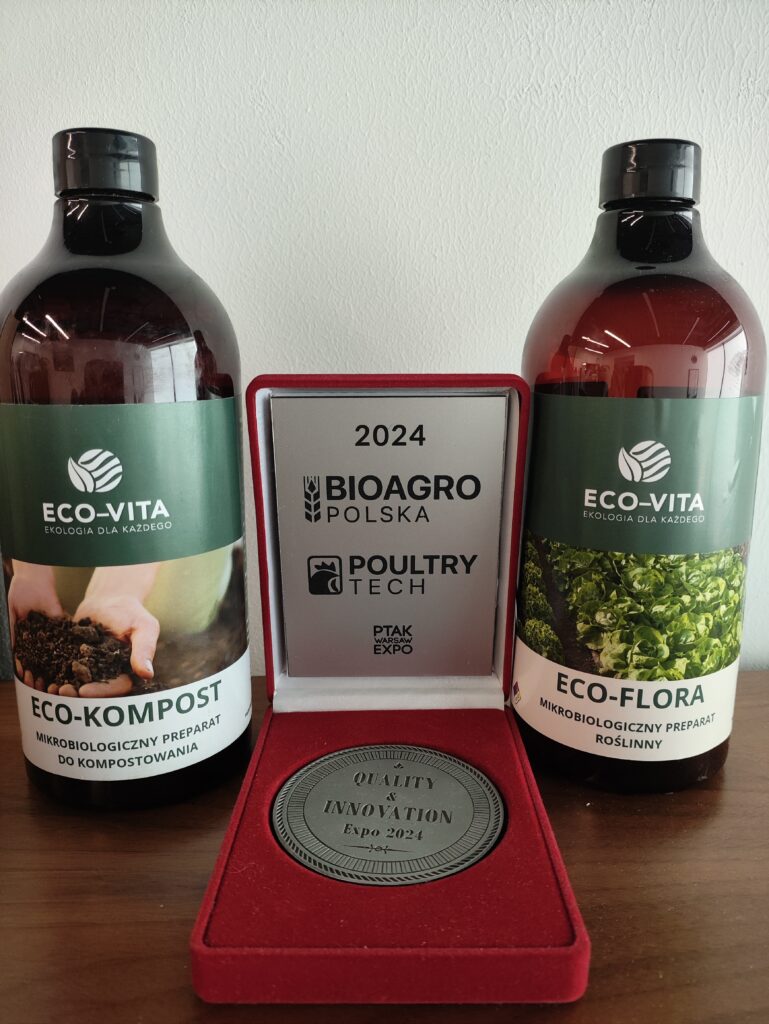 ECO-VITA
EKOLOGIA DLA KAŻDEGO
ECO-KOMPOST
MIKROBIOLOGICZNY PREPARAT
DO KOMPOSTOWANIA
2024
BIOAGRO
POLSKA
POULTRY
TECH
PTAK
WARSAW
EXPO
QUALITY
&
INNOVATION
Expo 2024
ECO-VITA
EKOLOGIA DLA KAŻDEGO
ECO-FLORA
MIKROBIOLOGICZNY PREPARAT
ROŚLINNY